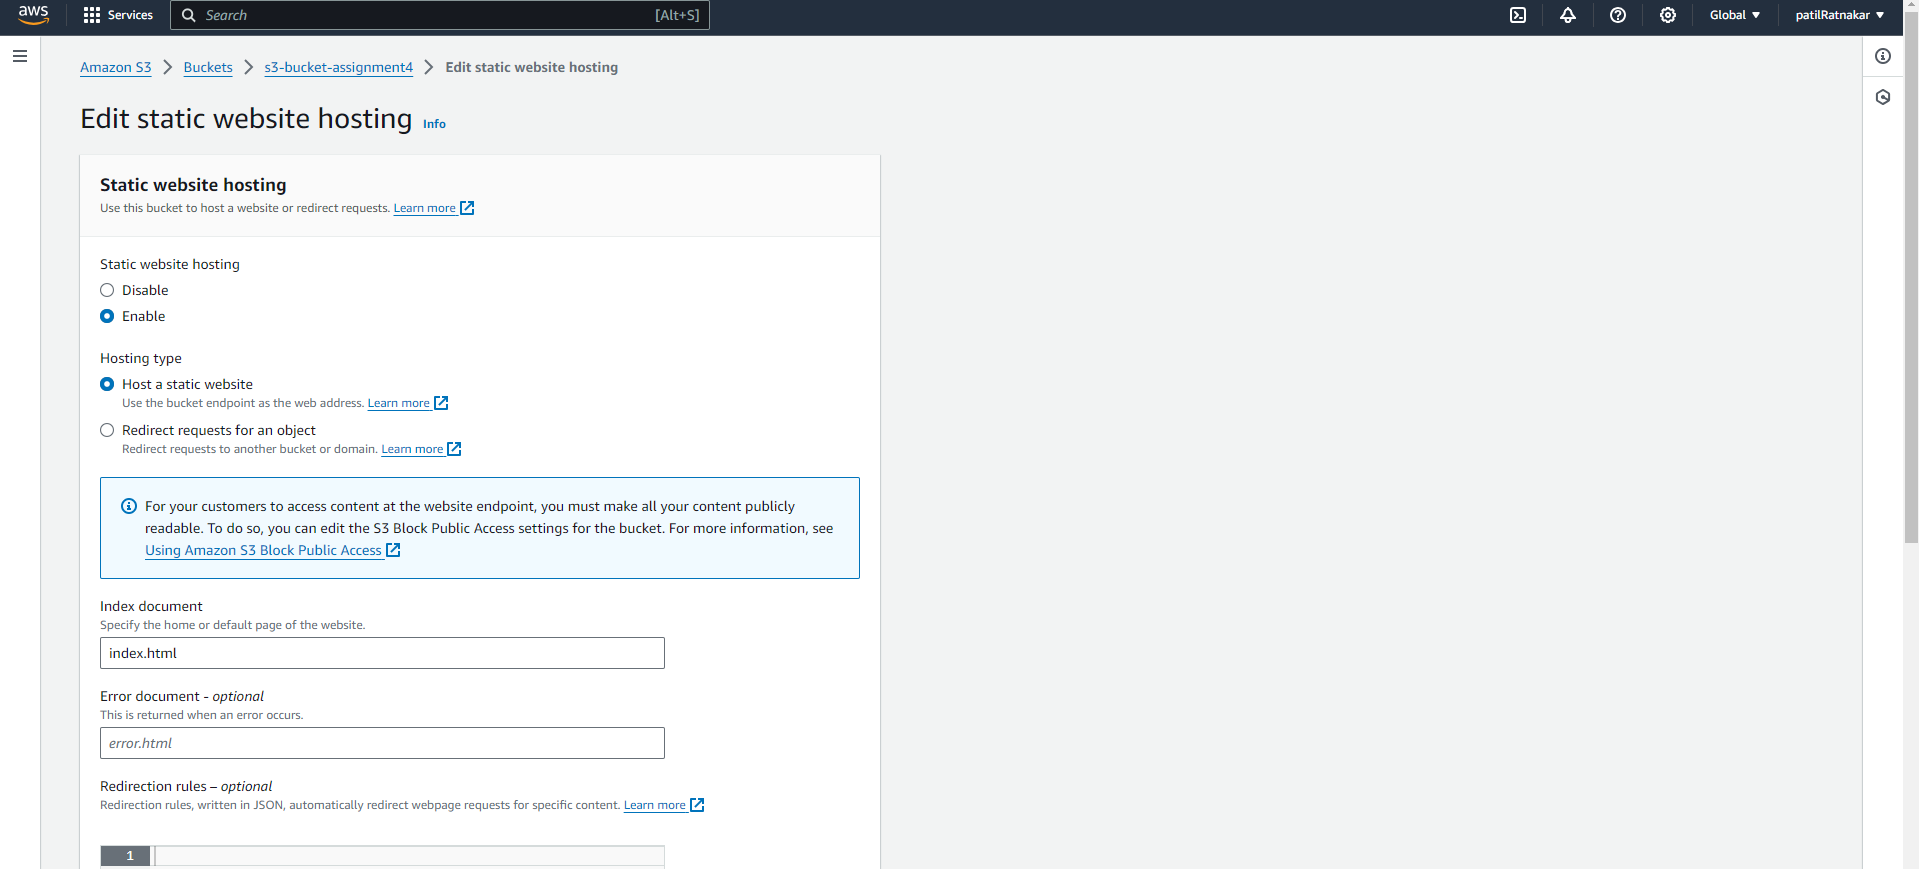 aws Services Search [Alt+S] Global patilRatnakar
Amazon S3 > Buckets > s3-bucket-assignment4 > Edit static website hosting
Edit static website hosting Info
Static website hosting
Use this bucket to host a website or redirect requests. Learn more
Static website hosting
Disable
Enable
Hosting type
Host a static website
Use the bucket endpoint as the web address. Learn more
Redirect requests for an object
Redirect requests to another bucket or domain. Learn more
For your customers to access content at the website endpoint, you must make all your content publicly
readable. To do so, you can edit the S3 Block Public Access settings for the bucket. For more information, see
Using Amazon S3 Block Public Access
Index document
Specify the home or default page of the website.
index.html
Error document - optional
This is returned when an error occurs.
error.html
Redirection rules – optional
Redirection rules, written in JSON, automatically redirect webpage requests for specific content. Learn more
1